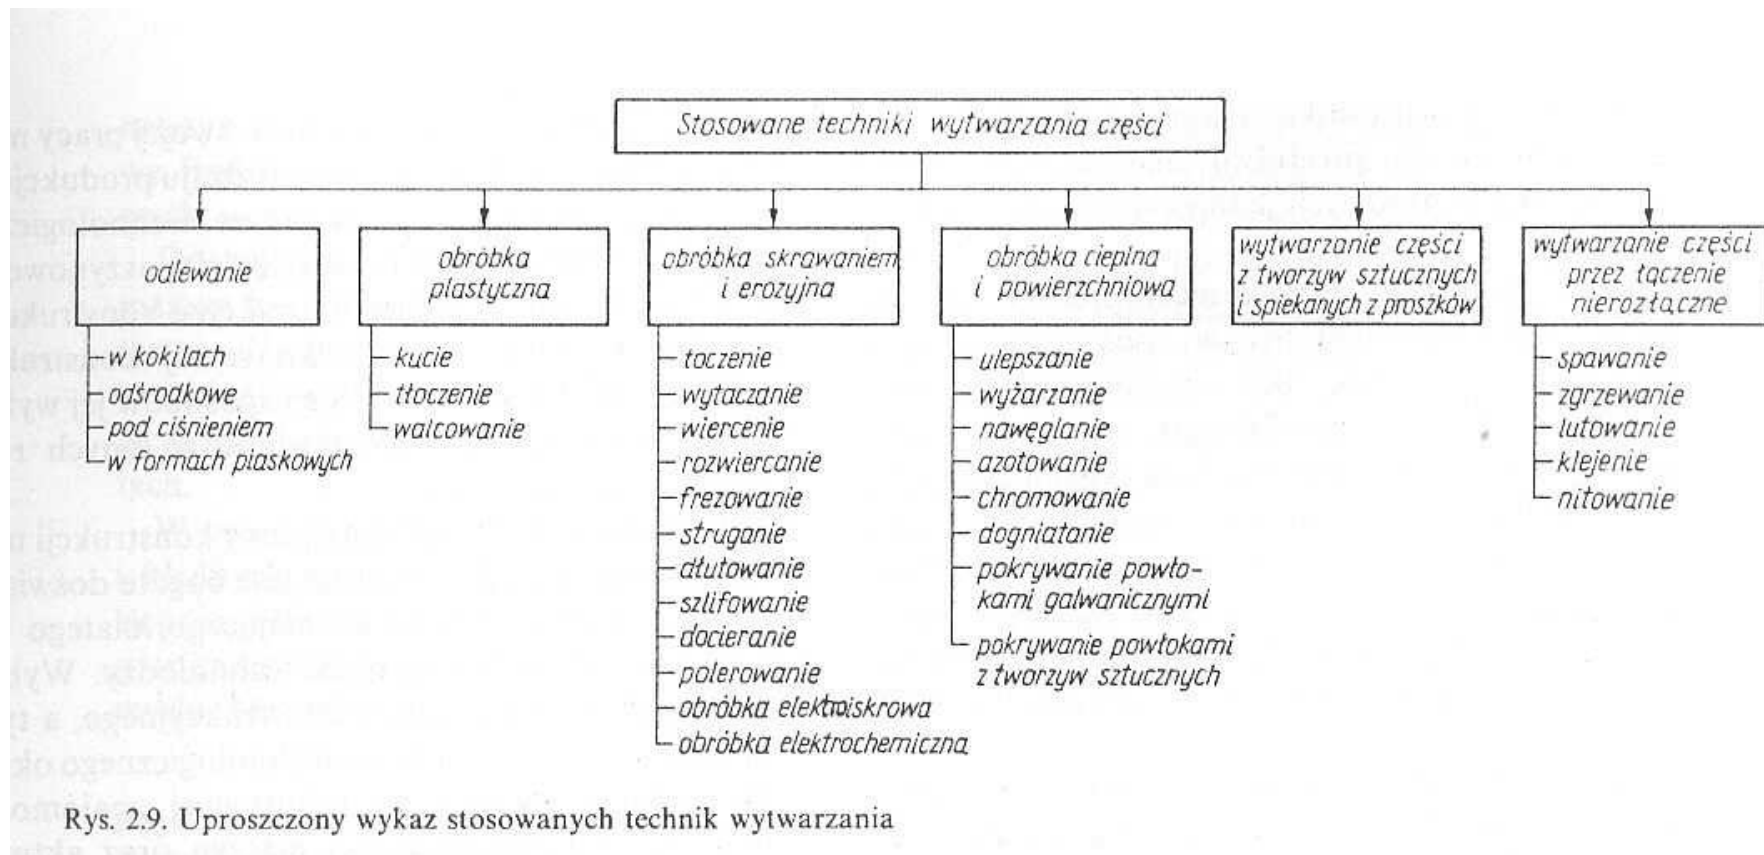 Stosowane techniki wytwarzania części
odlewanie
w kokilach
odśrodkowe
pod ciśnieniem
w formach piaskowych
obróbka
plastyczna
kucie
tłoczenie
walcowanie
obróbka skrawaniem
i erozyjna
toczenie
wytaczanie
wiercenie
rozwiercanie
frezowanie
struganie
dłutowanie
szlifowanie
docieranie
polerowanie
obróbka elektroiskrowa
obróbka elektrochemiczna
obróbka cieplna
i powierzchniowa
ulepszanie
wyżarzanie
nawęglanie
azotowanie
chromowanie
dogniatanie
pokrywanie powło-
kami galwanicznymi
pokrywanie powłokami
z tworzyw sztucznych
wytwarzanie części
z tworzyw sztucznych
i spiekanych z proszków
wytwarzanie części
przez łączenie
nierozłączne
spawanie
zgrzewanie
lutowanie
klejenie
nitowanie
Rys. 2.9. Uproszczony wykaz stosowanych technik wytwarzania